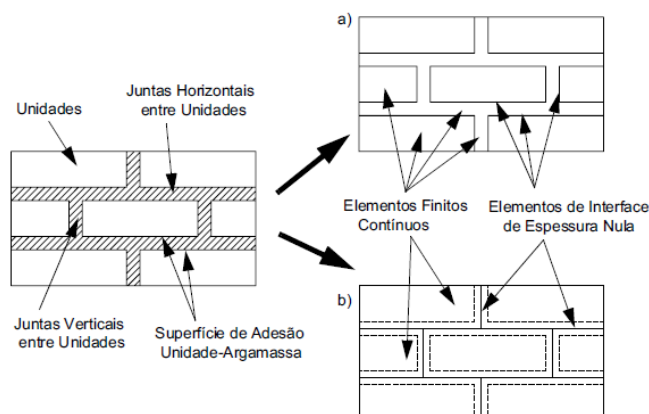 a)
Juntas Horizontais
entre Unidades
Unidades
Elementos Finitos
Contínuos
Elementos de Interface
de Espessura Nula
Juntas Verticais
entre Unidades
Superfície de Adesão
Unidade-Argamassa
b)